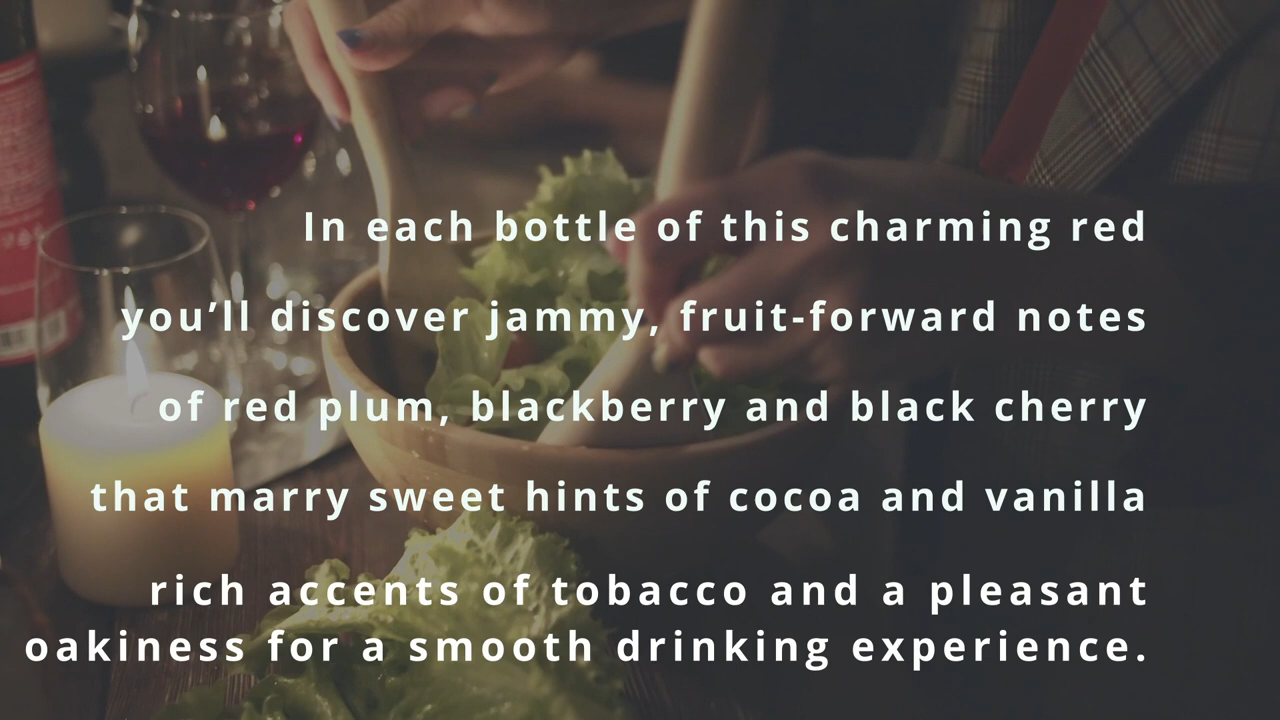 In each bottle of this charming red
you’ll discover jammy, fruit-forward notes
of red plum, blackberry and black cherry
that marry sweet hints of cocoa and vanilla
rich accents of tobacco and a pleasant
oakiness for a smooth drinking experience.